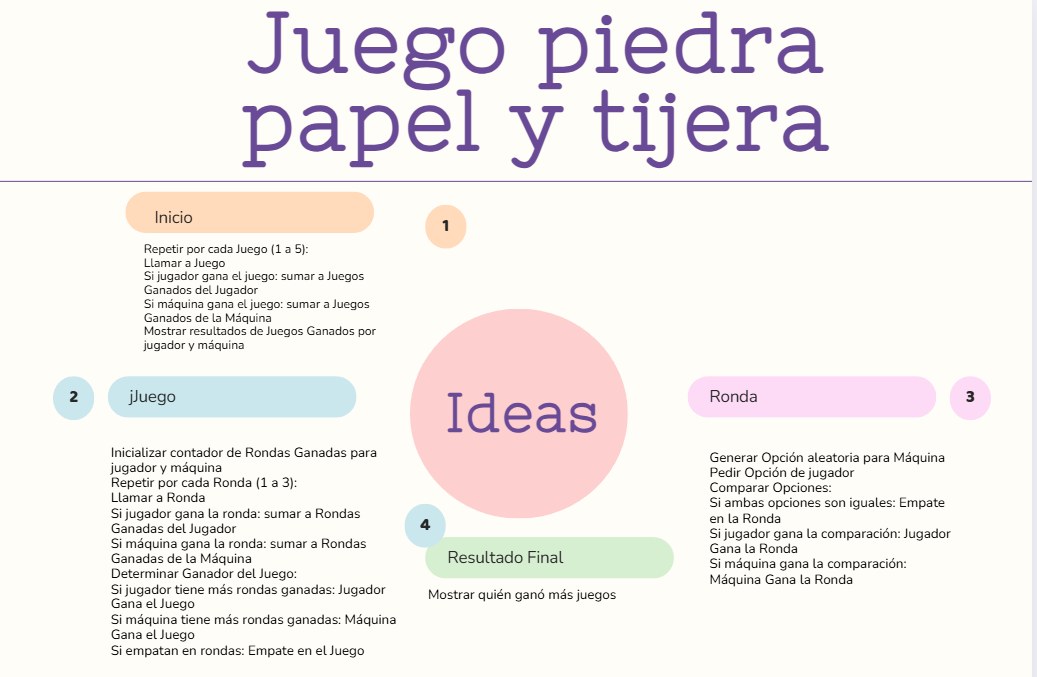 Juego piedra
papel y tijera
Inicio
1
Repetir por cada Juego (1 a 5):
Llamar a Juego
Si jugador gana el juego: sumar a Juegos
Ganados del Jugador
Si máquina gana el juego: sumar a Juegos
Ganados de la Máquina
Mostrar resultados de Juegos Ganados por
jugador y máquina
2
jJuego
Inicializar contador de Rondas Ganadas para
jugador y máquina
Repetir por cada Ronda (1 a 3):
Llamar a Ronda
Si jugador gana la ronda: sumar a Rondas
Ganadas del Jugador
Si máquina gana la ronda: sumar a Rondas
Ganadas de la Máquina
Determinar Ganador del Juego:
Si jugador tiene más rondas ganadas: Jugador
Gana el Juego
Si máquina tiene más rondas ganadas: Máquina
Gana el Juego
Si empatan en rondas: Empate en el Juego
Ideas
Ronda
3
Generar Opción aleatoria para Máquina
Pedir Opción de jugador
Comparar Opciones:
Si ambas opciones son iguales: Empate
en la Ronda
Si jugador gana la comparación: Jugador
Gana la Ronda
Si máquina gana la comparación:
Máquina Gana la Ronda
4
Resultado Final
Mostrar quién ganó más juegos